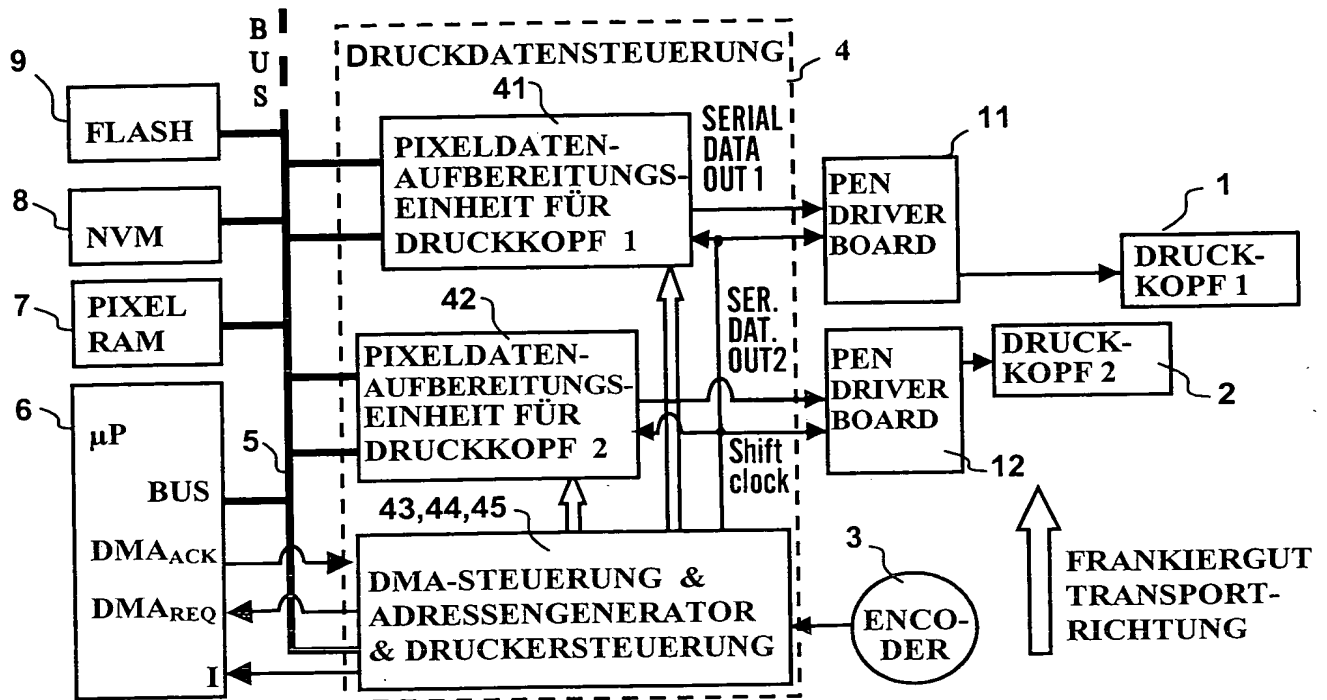 BUS
DRUCKDATENSTEUERUNG
4
9
FLASH
8
NVM
7
PIXEL
RAM
6
µP
BUS
DMA_ACK
DMA_REQ
I
5
41
PIXELDATEN-
AUFBEREITUNGS-
EINHEIT FÜR
DRUCKKOPF 1
SERIAL
DATA
OUT 1
42
PIXELDATEN-
AUFBEREITUNGS-
EINHEIT FÜR
DRUCKKOPF 2
SER.
DAT.
OUT2
Shift
clock
43,44,45
DMA-STEUERUNG &
ADRESSENGENERATOR
& DRUCKERSTEUERUNG
11
PEN
DRIVER
BOARD
1
DRUCK-
KOPF 1
PEN
DRIVER
BOARD
12
DRUCK-
KOPF 2
2
3
ENCO-
DER
FRANKIERGUT
TRANSPORT-
RICHTUNG